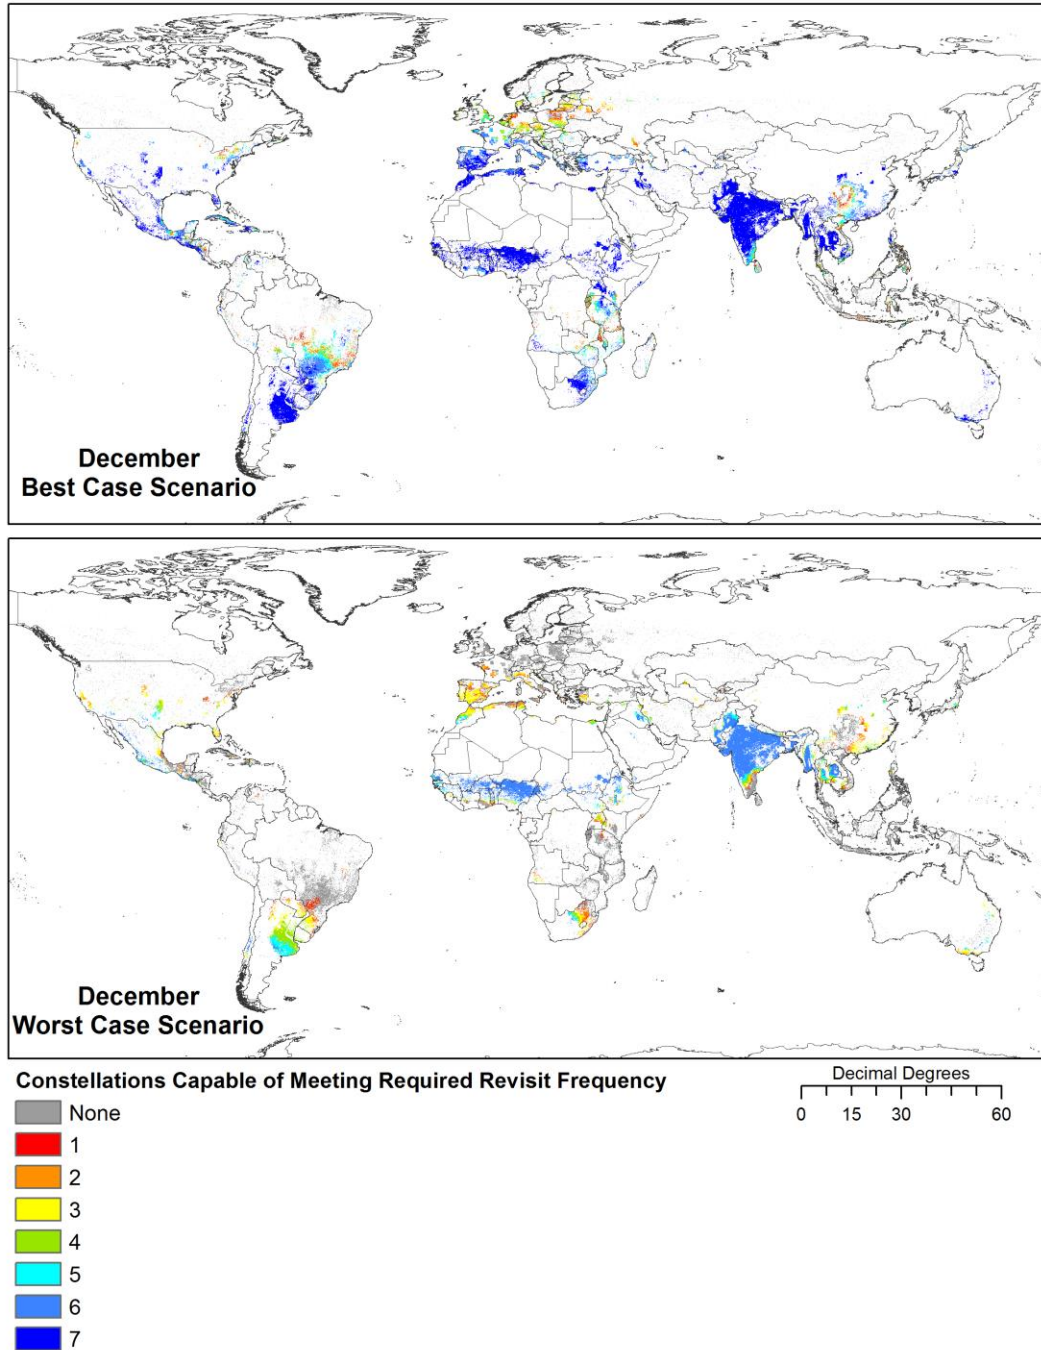 December
Best Case Scenario
December
Worst Case Scenario
Constellations Capable of Meeting Required Revisit Frequency
None
1
2
3
4
5
6
7
Decimal Degrees
0 15 30 60